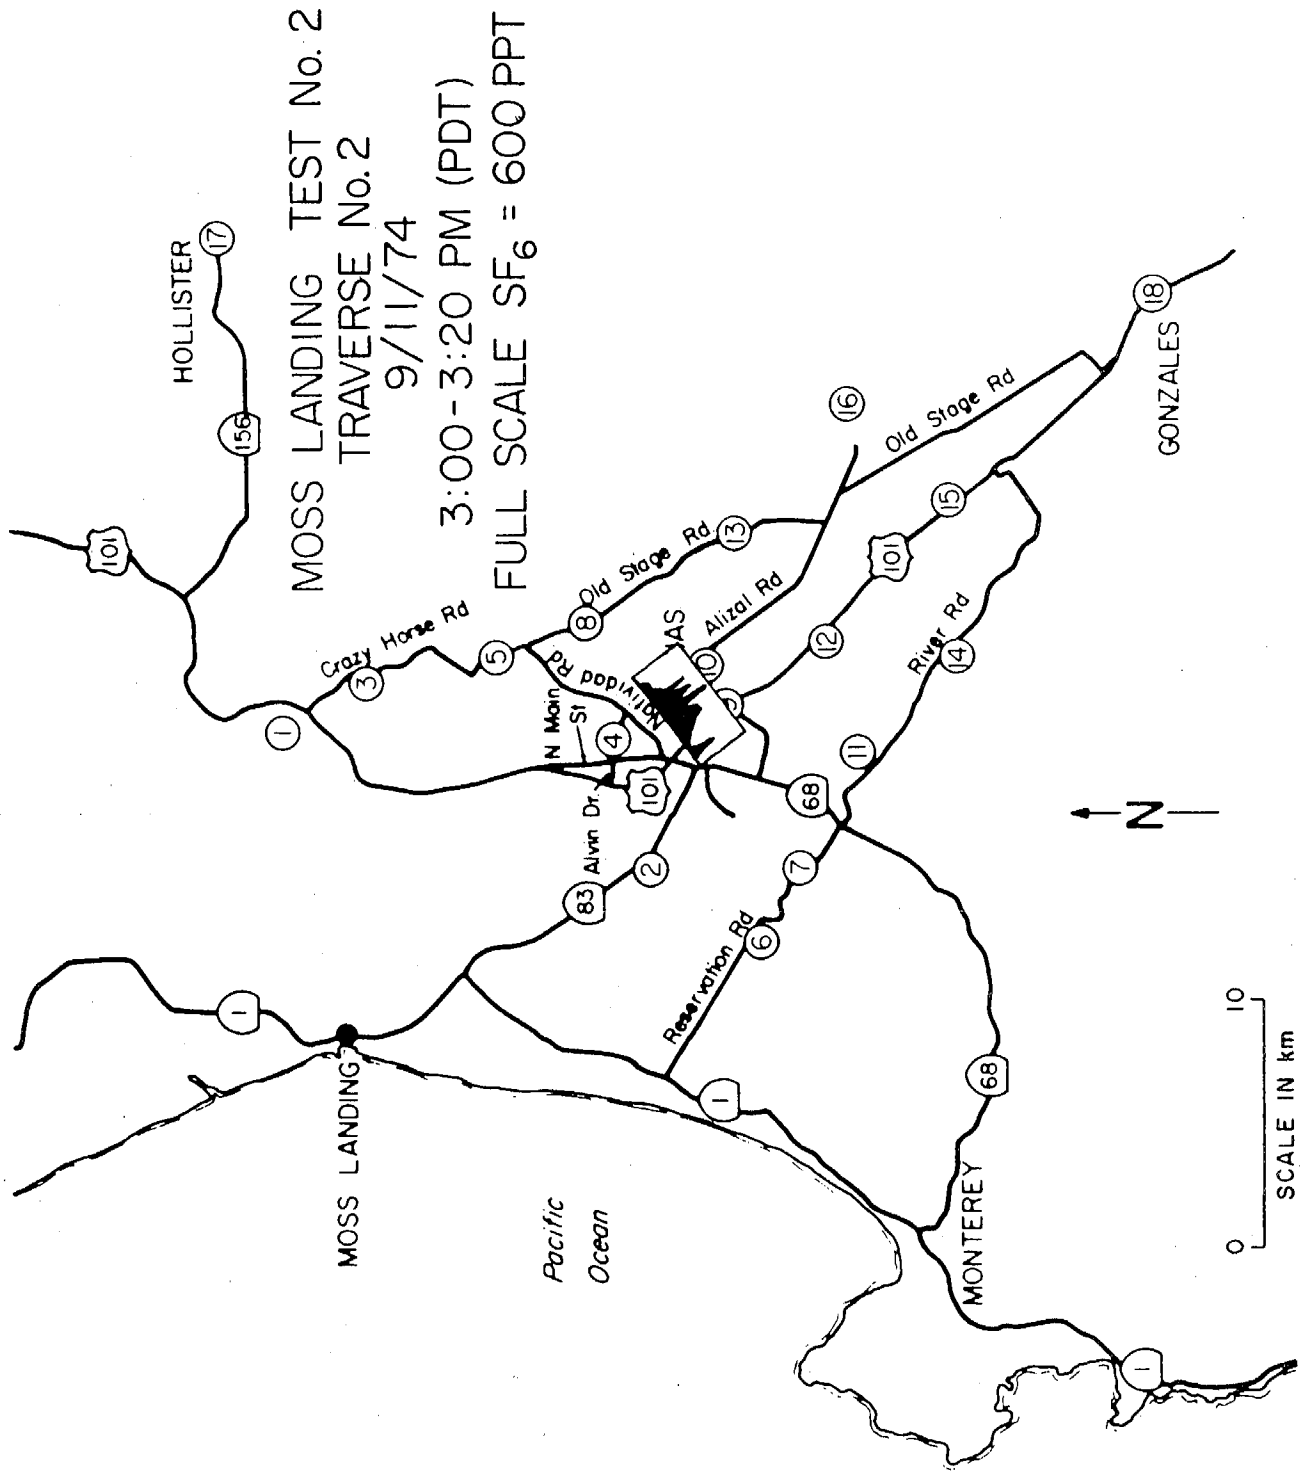 MOSS LANDING TEST No. 2
TRAVERSE No. 2
9/11/74
3:00-3:20 PM (PDT)
FULL SCALE SF6 = 600 PPT
HOLLISTER
17
156
101
1
Crazy Horse Rd
3
5
8
Old Stage Rd
13
Natividad Rd
N Main
St
4
Alvin Dr.
101
AS
10
Alizal Rd
9
16
Old Stage Rd
12
101
15
River Rd
14
11
68
18
GONZALES
83
2
7
6
Reservation Rd
1
MOSS LANDING
1
Pacific
Ocean
68
MONTEREY
1
N
0 10
SCALE IN km